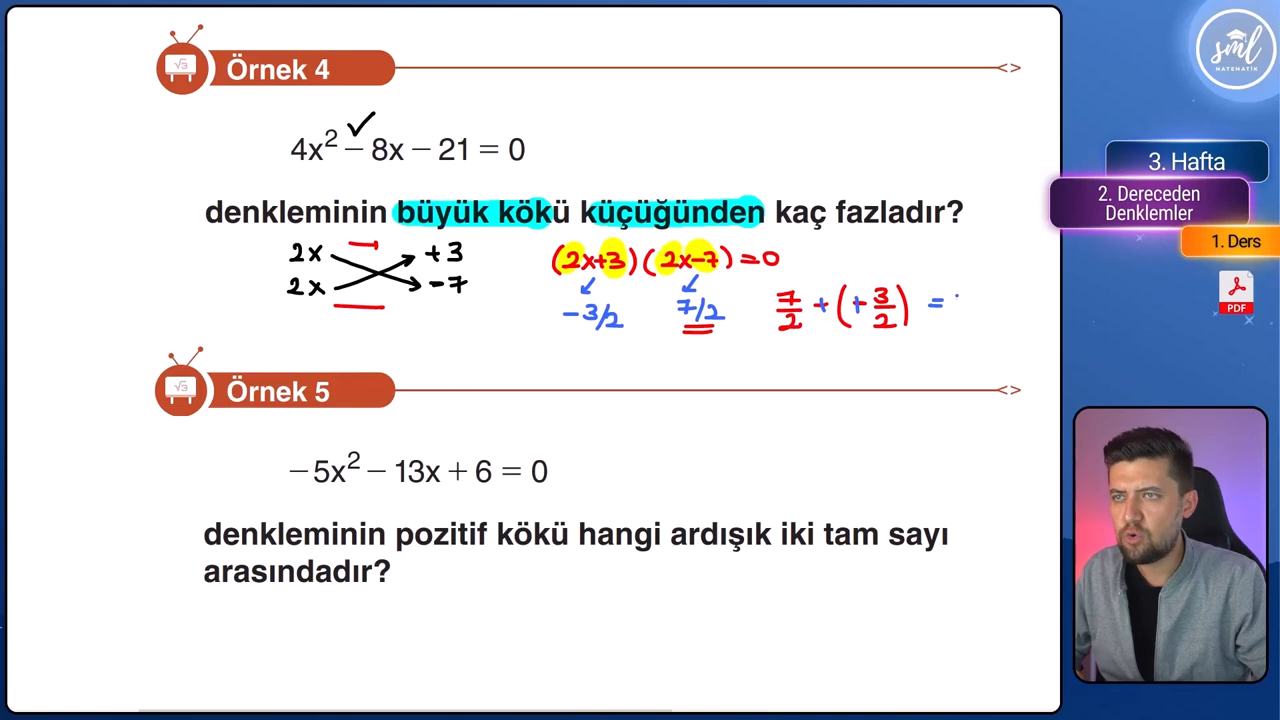 Örnek 4
4x² − 8x − 21 = 0
denkleminin büyük kökü küçüğünden kaç fazladır?
2x +3
2x -7
(2x+3)(2x-7)=0
-3/2 7/2
7/2 + (+3/2) =
Örnek 5
−5x² − 13x + 6 = 0
denkleminin pozitif kökü hangi ardışık iki tam sayı
arasındadır?
sml
MATEMATİK
3. Hafta
2. Dereceden
Denklemler
1. Ders
PDF
√3
√3